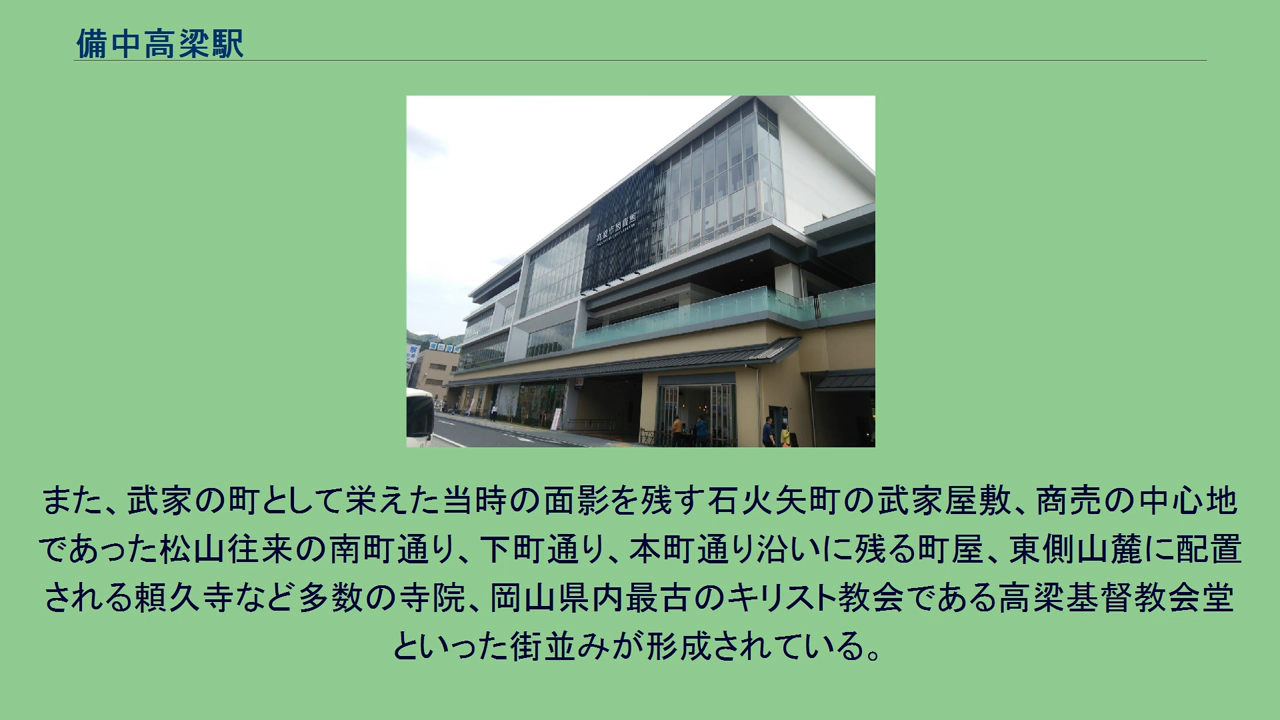 備中高梁駅
高梁市図書館
また、武家の町として栄えた当時の面影を残す石火矢町の武家屋敷、商売の中心地
であった松山往来の南町通り、下町通り、本町通り沿いに残る町屋、東側山麓に配置
される頼久寺など多数の寺院、岡山県内最古のキリスト教会である高梁基督教会堂
といった街並みが形成されている。